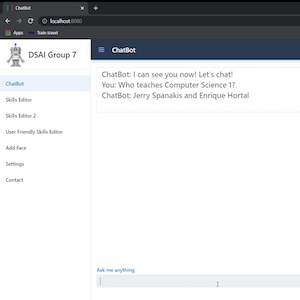 ChatBot
localhost:8080
Apps
Train travel
DSAI Group 7
ChatBot
ChatBot
Skills Editor
Skills Editor 2
User Friendly Skills Editor
Add Face
Settings
Contact
ChatBot: I can see you now! Let's chat!
You: Who teaches Computer Science 1?
ChatBot: Jerry Spanakis and Enrique Hortal
Ask me anything